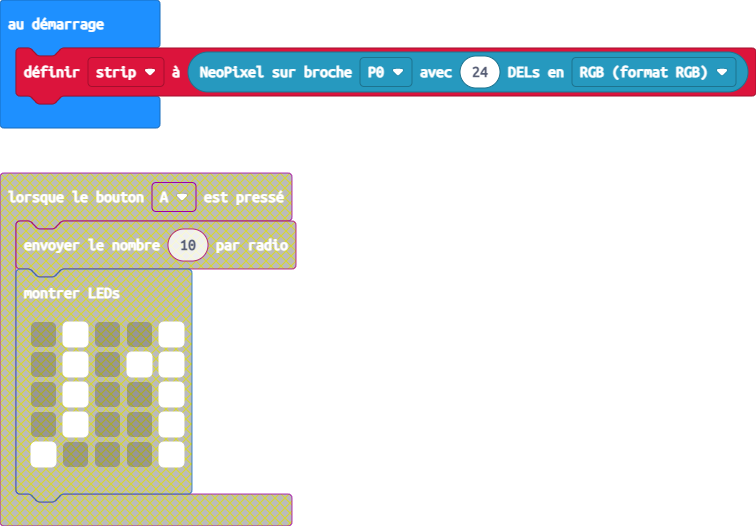 au démarrage
définir strip à NeoPixel sur broche P0 avec 24 DELs en RGB (format RGB)
lorsque le bouton A est pressé
envoyer le nombre 10 par radio
montrer LEDs